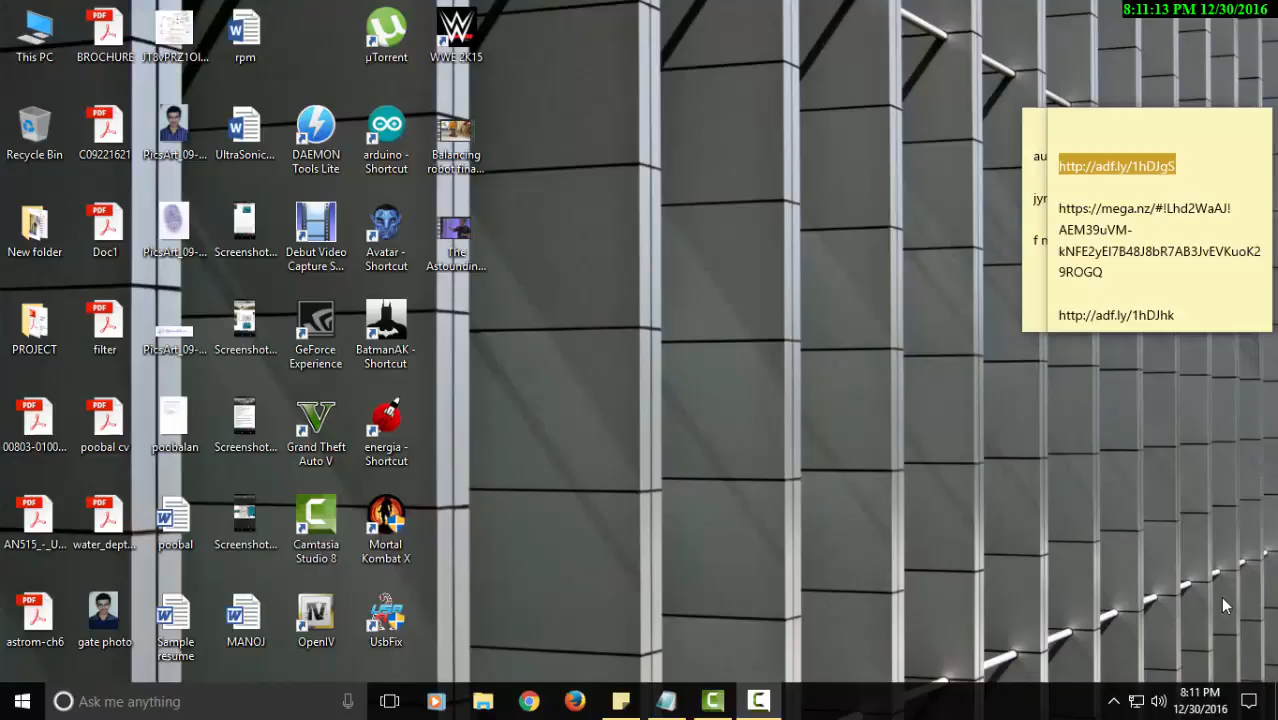 8:11:13 PM 12/30/2016
This PC
BROCHURE
rpm
µTorrent
WWE 2K15
Recycle Bin
C09221621
PicsArt_09-...
UltraSonic...
DAEMON
Tools Lite
arduino -
Shortcut
Balancing
robot fina...
New folder
Doc1
PicsArt_09-...
Screenshot...
Debut Video
Capture S...
Avatar -
Shortcut
The
Astoundin...
PROJECT
filter
PicsArt_09-...
Screenshot...
GeForce
Experience
BatmanAK -
Shortcut
00803-0100...
poobal cv
poobalan
Screenshot...
Grand Theft
Auto V
energia -
Shortcut
AN515_-_U...
water_dept...
poobal
Screenshot...
Camtasia
Studio 8
Mortal
Kombat X
astrom-ch6
gate photo
Sample
resume
MANOJ
OpenIV
UsbFix
au
jyr
http://adf.ly/1hDJgS
https://mega.nz/#!Lhd2WaAJ!
AEM39uVM-
kNFE2yEI7B48J8bR7AB3JvEVKuoK2
9ROGQ
http://adf.ly/1hDJhk
Ask me anything
8:11 PM
12/30/2016